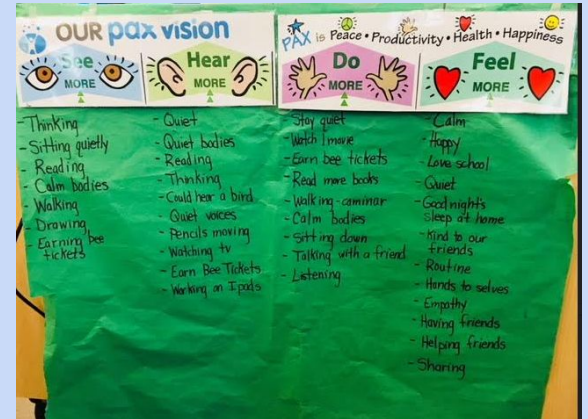 OUR pax vision
See
MORE
Hear
MORE
PAX is Peace • Productivity • Health • Happiness
Do
MORE
Feel
MORE
- Thinking
- Sitting quietly
- Reading
- Calm bodies
- Walking
- Drawing
- Earning bee
tickets
- Quiet
- Quiet bodies
- Reading
- Thinking
- Could hear a bird
- Quiet voices
- Pencils moving
- Watching tv
- Earn Bee Tickets
- Working on Ipads
- Stay quiet
- Watch 1 movie
- Earn bee tickets
- Read more books
- Walking - caminar
- Calm bodies
- Sitting down
- Talking with a friend
- Listening
- Calm
- Happy
- Love school
- Quiet
- Good nights
sleep at home
- Kind to our
friends
- Routine
- Hands to selves
- Empathy
- Having friends
- Helping friends
- Sharing